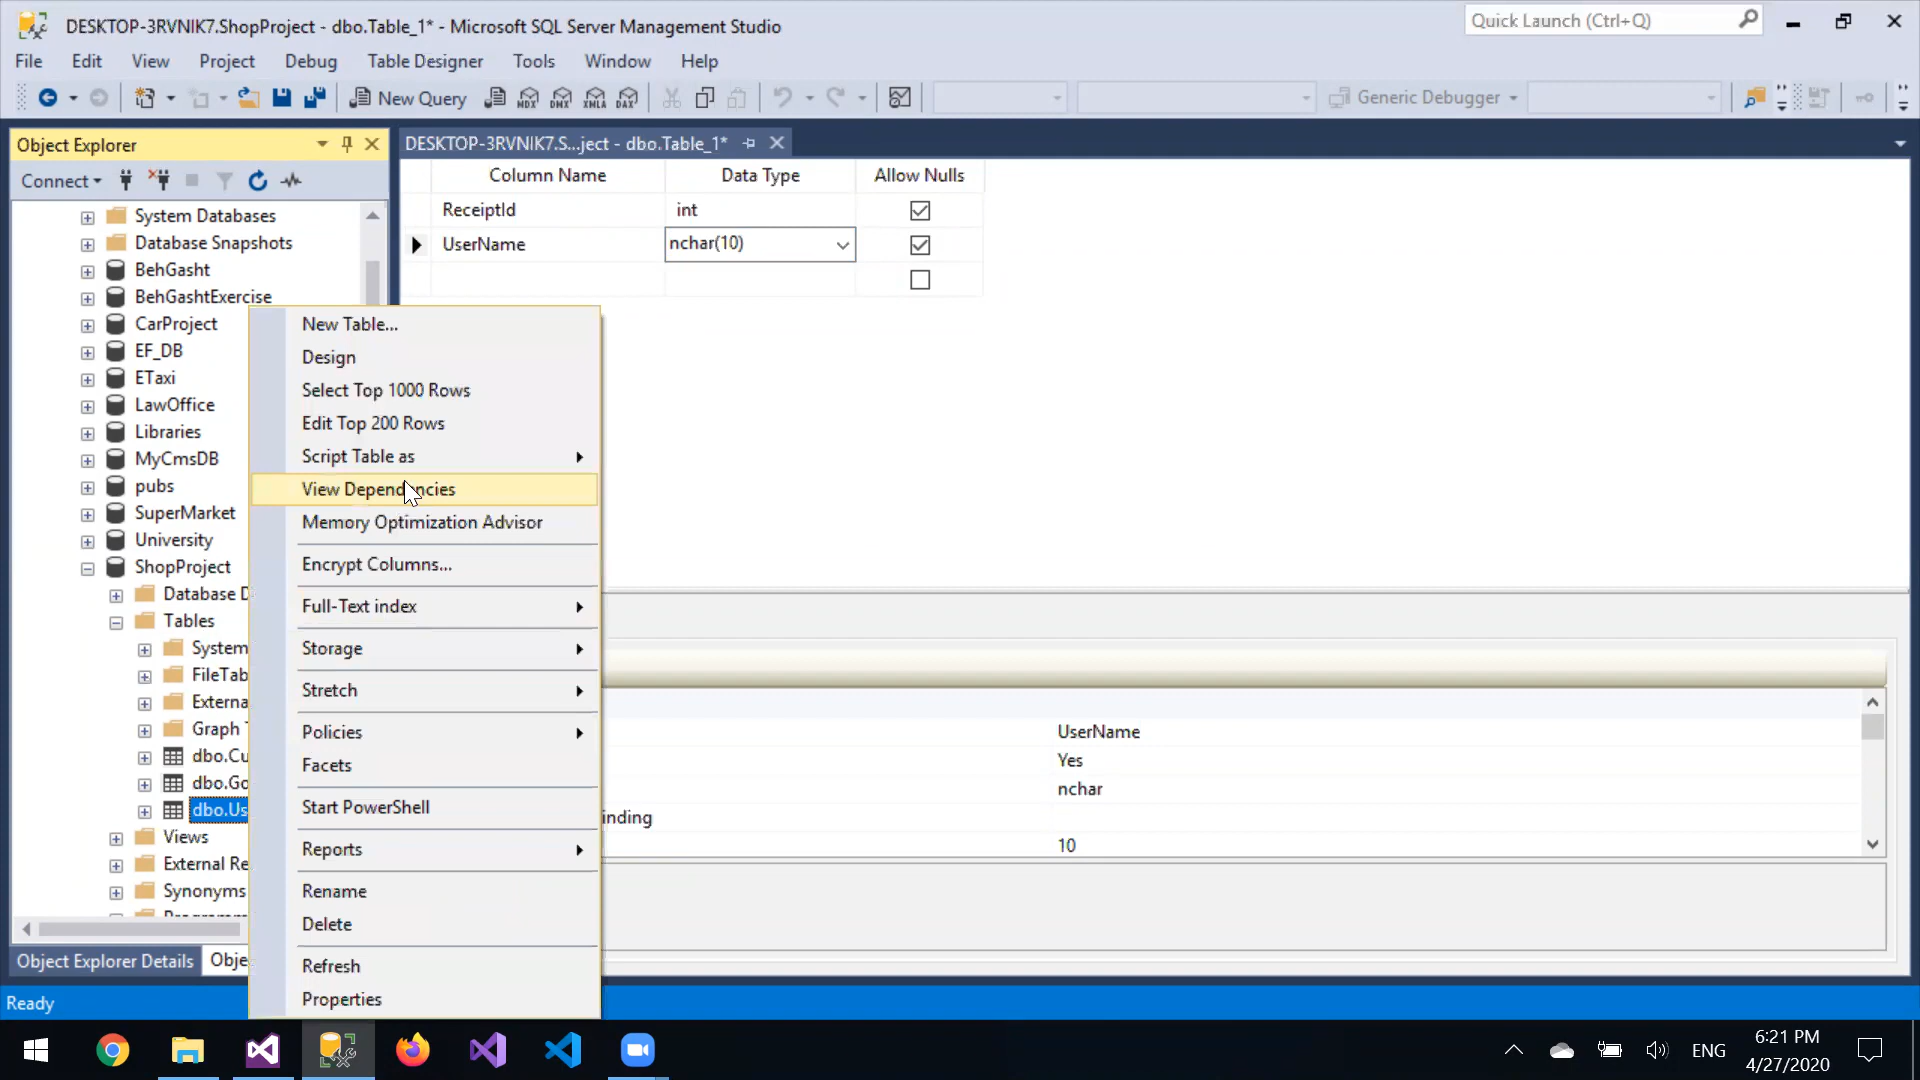 DESKTOP-3RVNIK7.ShopProject - dbo.Table_1* - Microsoft SQL Server Management Studio
Quick Launch (Ctrl+Q)
File Edit View Project Debug Table Designer Tools Window Help
New Query MDX DMX XMLA DAX Generic Debugger
Object Explorer
Connect
System Databases
Database Snapshots
BehGasht
BehGashtExercise
CarProject
EF_DB
ETaxi
LawOffice
Libraries
MyCmsDB
pubs
SuperMarket
University
ShopProject
Database D
Tables
System
FileTab
Externa
Graph T
dbo.Cu
dbo.Go
dbo.Us
Views
External Re
Synonyms
Object Explorer Details Obje
DESKTOP-3RVNIK7.S...ject - dbo.Table_1*
Column Name Data Type Allow Nulls
ReceiptId int
UserName nchar(10)
New Table...
Design
Select Top 1000 Rows
Edit Top 200 Rows
Script Table as
View Dependencies
Memory Optimization Advisor
Encrypt Columns...
Full-Text index
Storage
Stretch
Policies
Facets
Start PowerShell
Reports
Rename
Delete
Refresh
Properties
UserName
Yes
nchar
inding
10
Ready
ENG
6:21 PM
4/27/2020